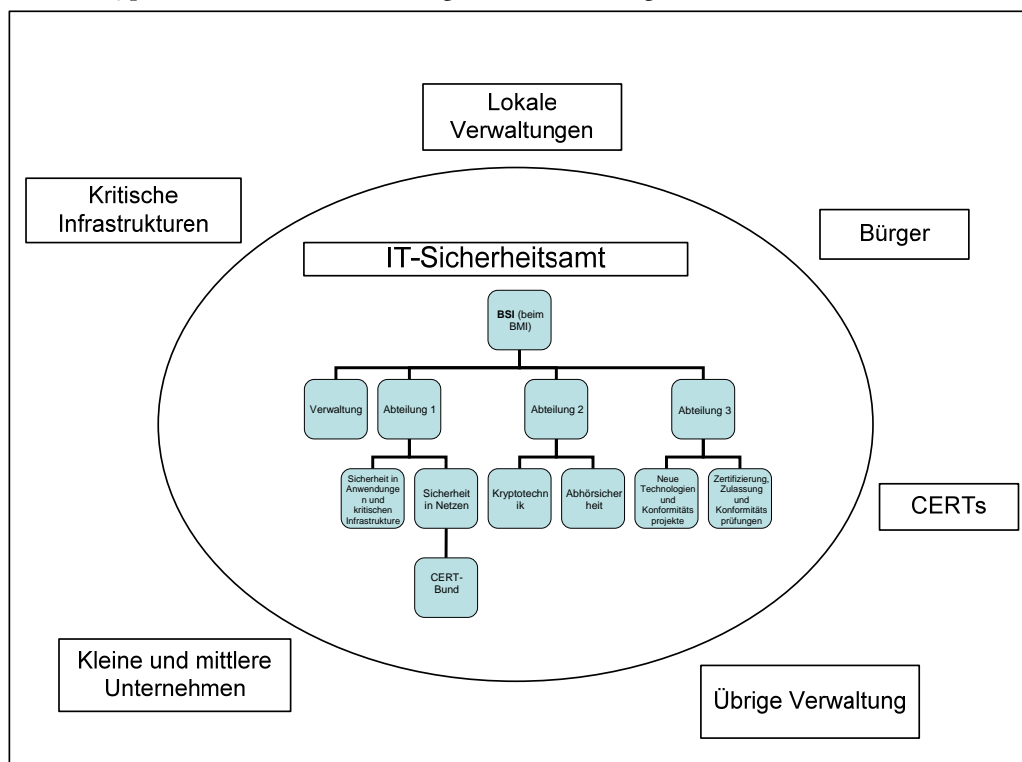 Lokale
Verwaltungen
Kritische
Infrastrukturen
Bürger
IT-Sicherheitsamt
BSI (beim
BMI)
Verwaltung
Abteilung 1
Abteilung 2
Abteilung 3
Sicherheit in
Anwendunge
n und
kritischen
Infrastrukture
Sicherheit
in Netzen
Kryptotechn
ik
Abhörsicher
heit
Neue
Technologien
und
Konformitäts
projekte
Zertifizierung,
Zulassung
und
Konformitäts
prüfungen
CERTs
CERT-
Bund
Kleine und mittlere
Unternehmen
Übrige Verwaltung